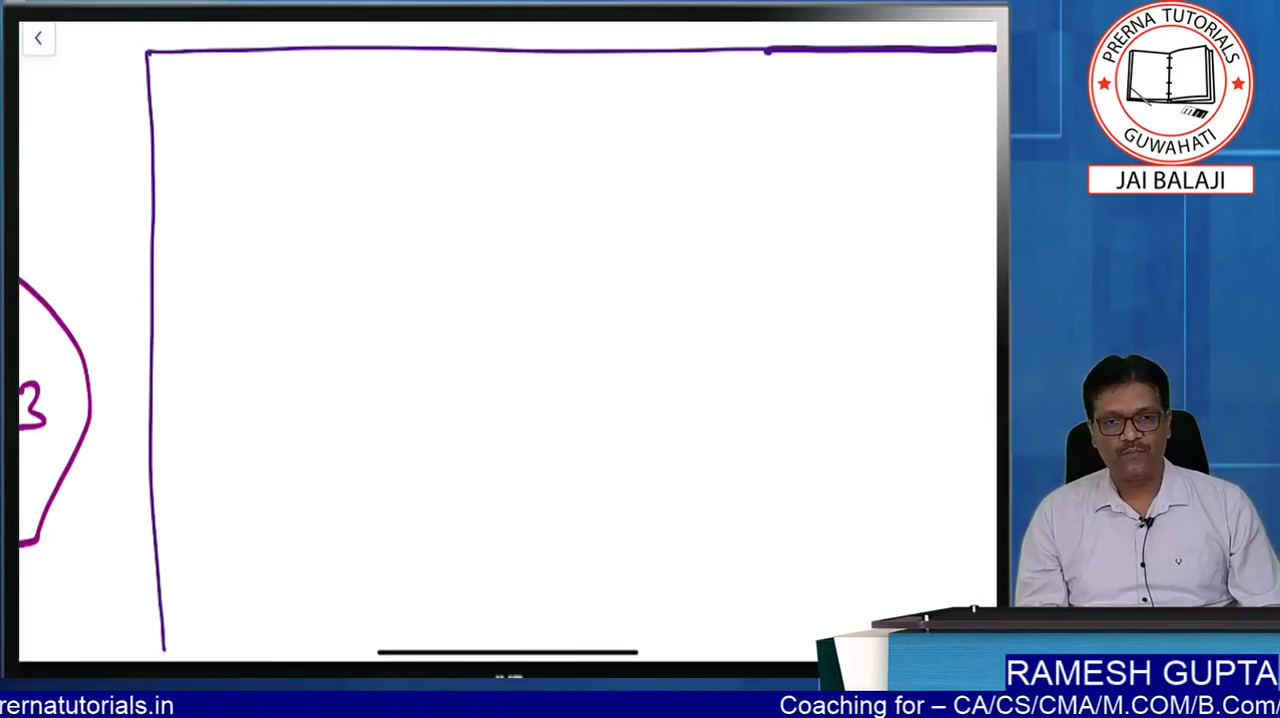 PRERNA TUTORIALS
GUWAHATI
JAI BALAJI
3
RAMESH GUPTA
rernatutorials.in
Coaching for – CA/CS/CMA/M.COM/B.Com/